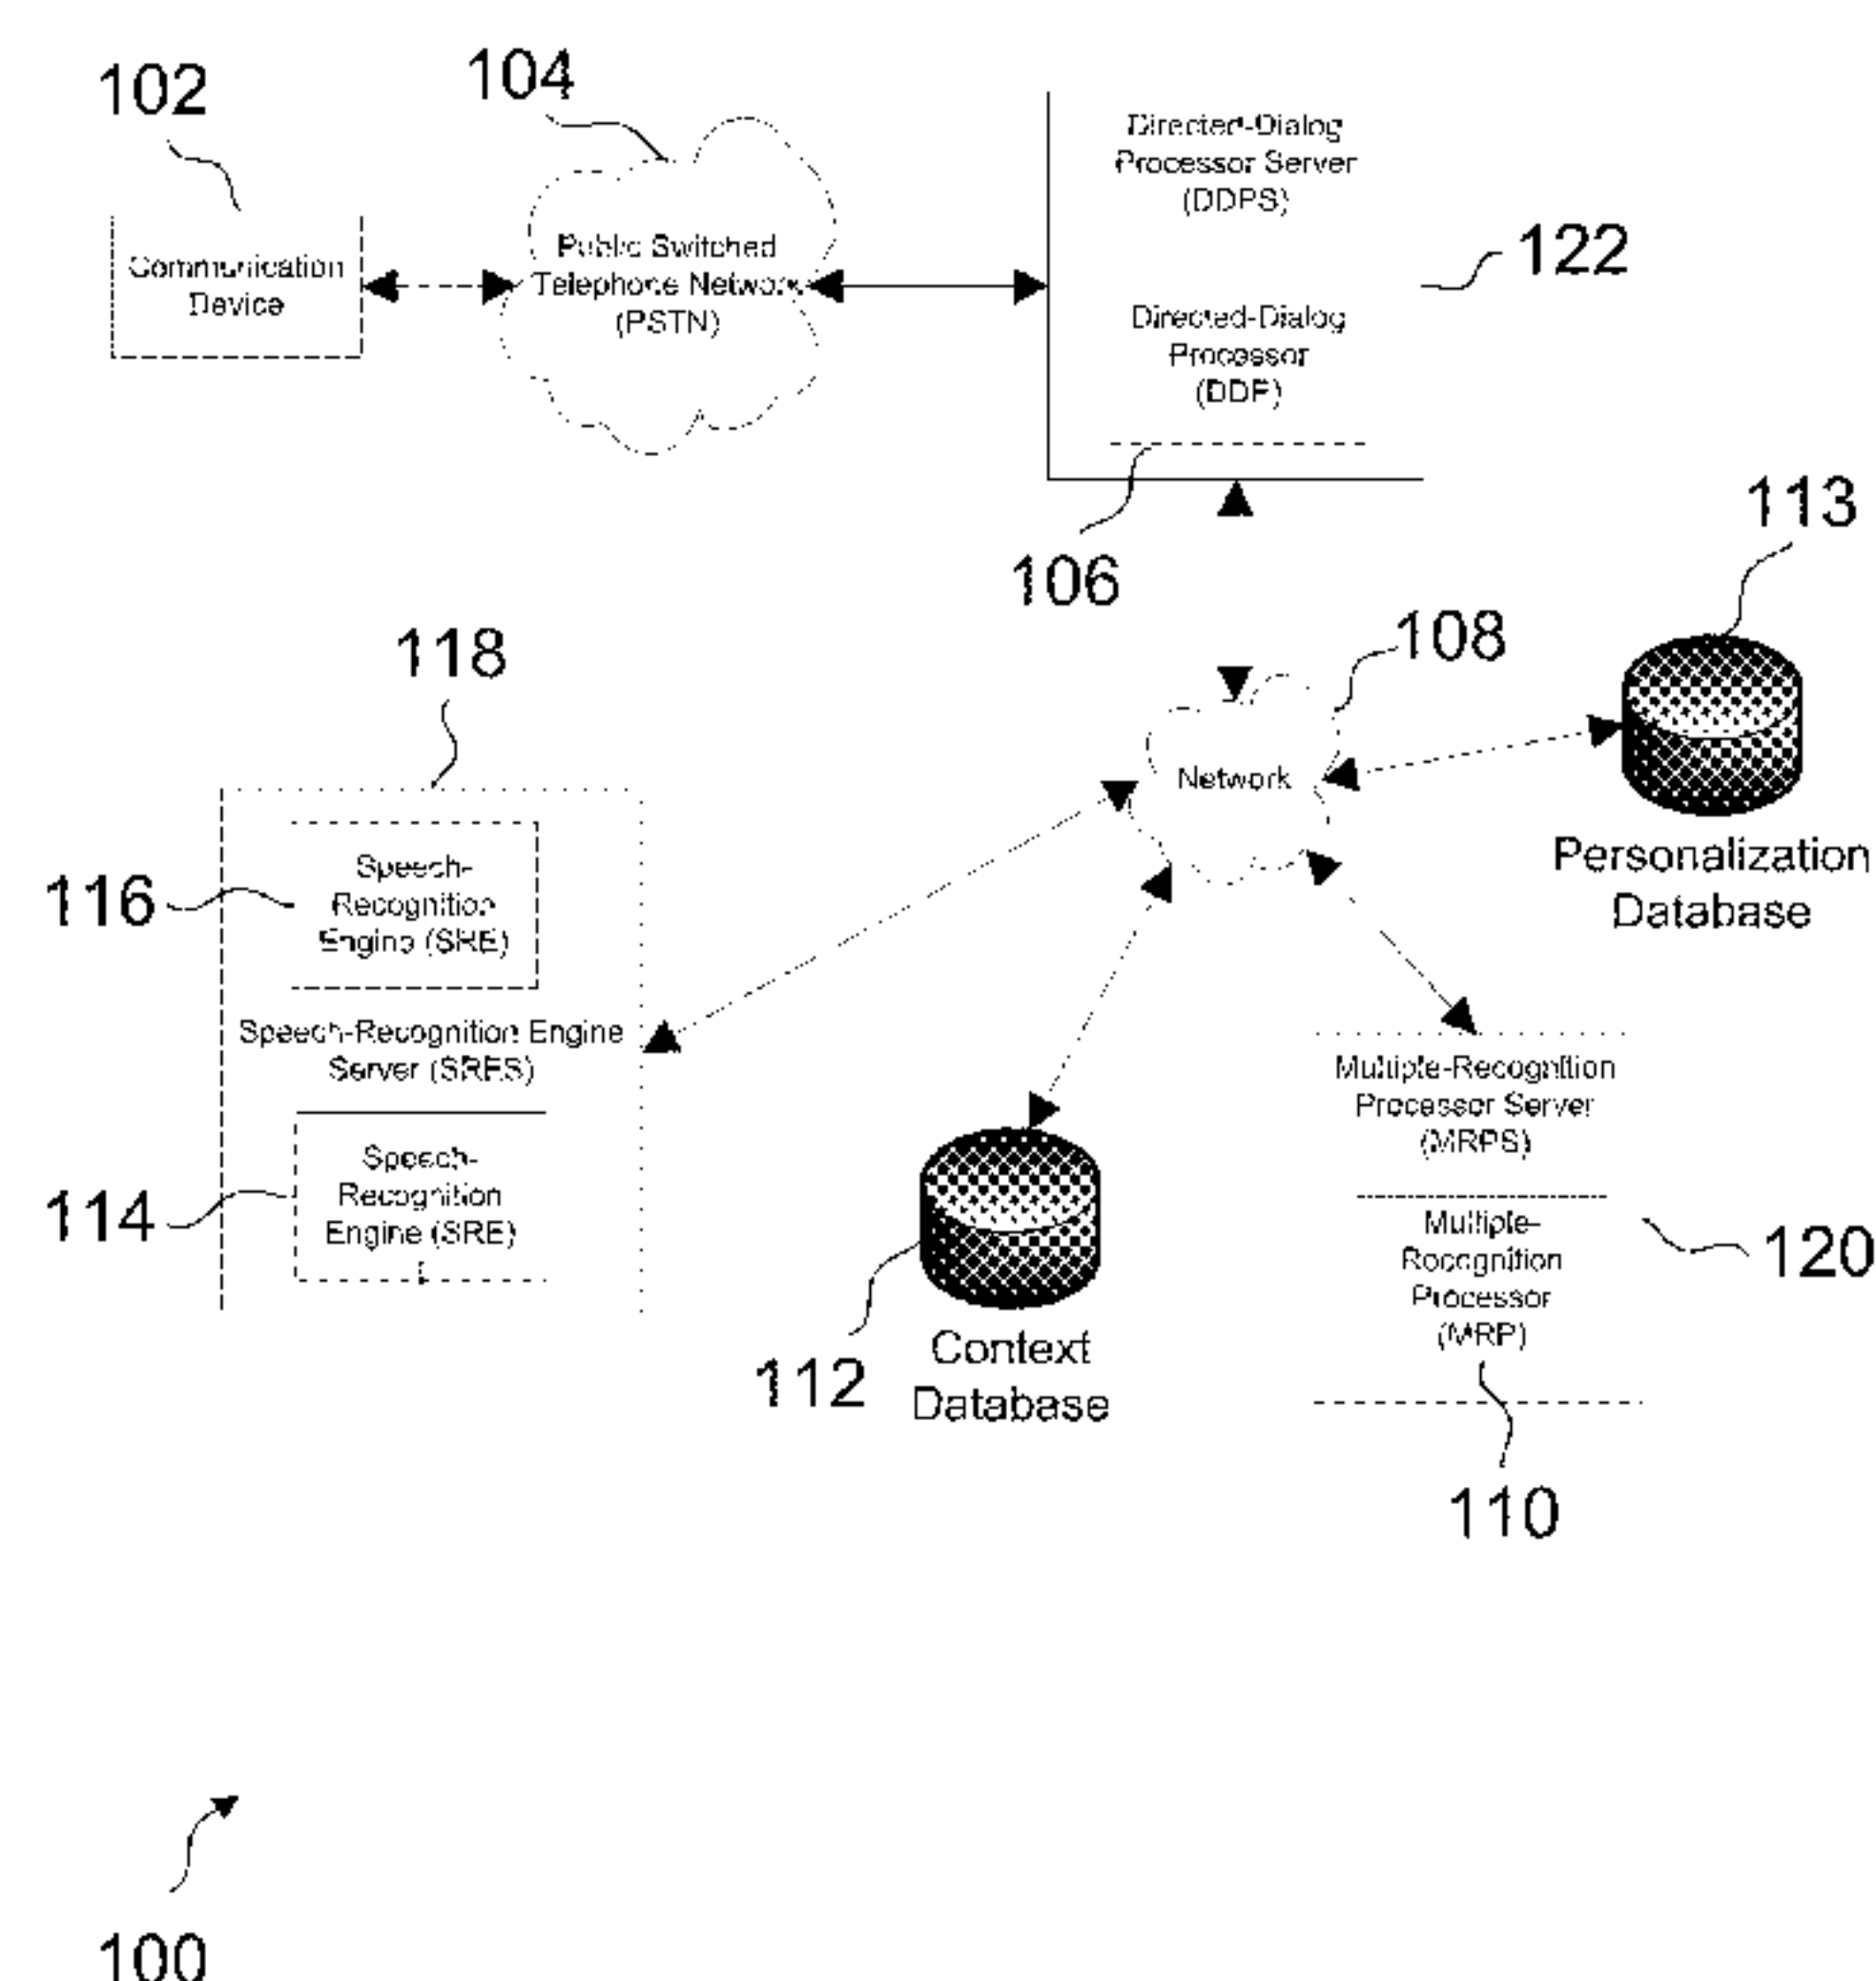 102
104
Directed-Dialog
Processor Server
(DDPS)
Public Switched
Telephone Network
(PSTN)
Communication
Device
122
Directed-Dialog
Processor
(DDP)
113
106
108
118
Network
Personalization
Database
116
Speech-
Recognition
Engine (SRE)
Speech-Recognition Engine
Server (SRES)
114
Speech-
Recognition
Engine (SRE)
Multiple-Recognition
Processor Server
(MRPS)
120
Multiple-
Recognition
Processor
(MRP)
112
Context
Database
110
100